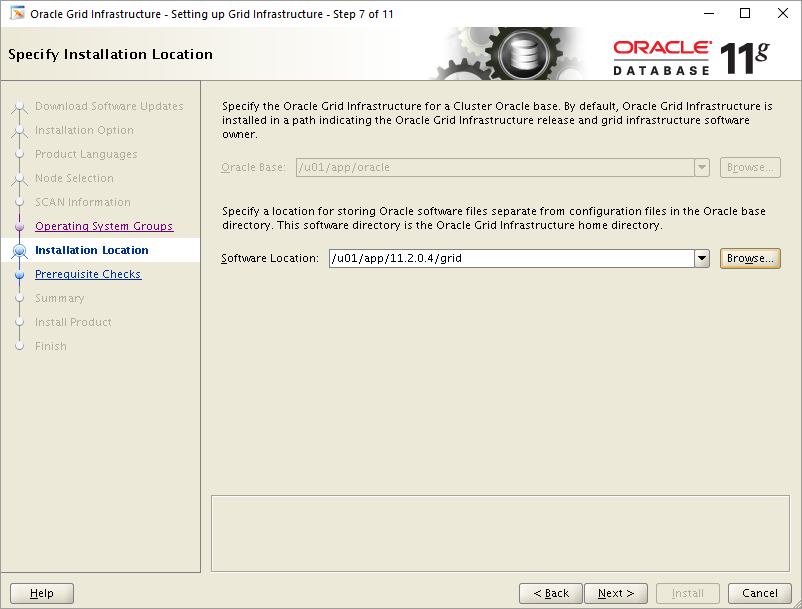 Oracle Grid Infrastructure - Setting up Grid Infrastructure - Step 7 of 11
Specify Installation Location
ORACLE
DATABASE
11g
Download Software Updates
Installation Option
Product Languages
Node Selection
SCAN Information
Operating System Groups
Installation Location
Prerequisite Checks
Summary
Install Product
Finish
Specify the Oracle Grid Infrastructure for a Cluster Oracle base. By default, Oracle Grid Infrastructure is
installed in a path indicating the Oracle Grid Infrastructure release and grid infrastructure software
owner.
Oracle Base: /u01/app/oracle Browse...
Specify a location for storing Oracle software files separate from configuration files in the Oracle base
directory. This software directory is the Oracle Grid Infrastructure home directory.
Software Location: /u01/app/11.2.0.4/grid Browse...
Help < Back Next > Install Cancel